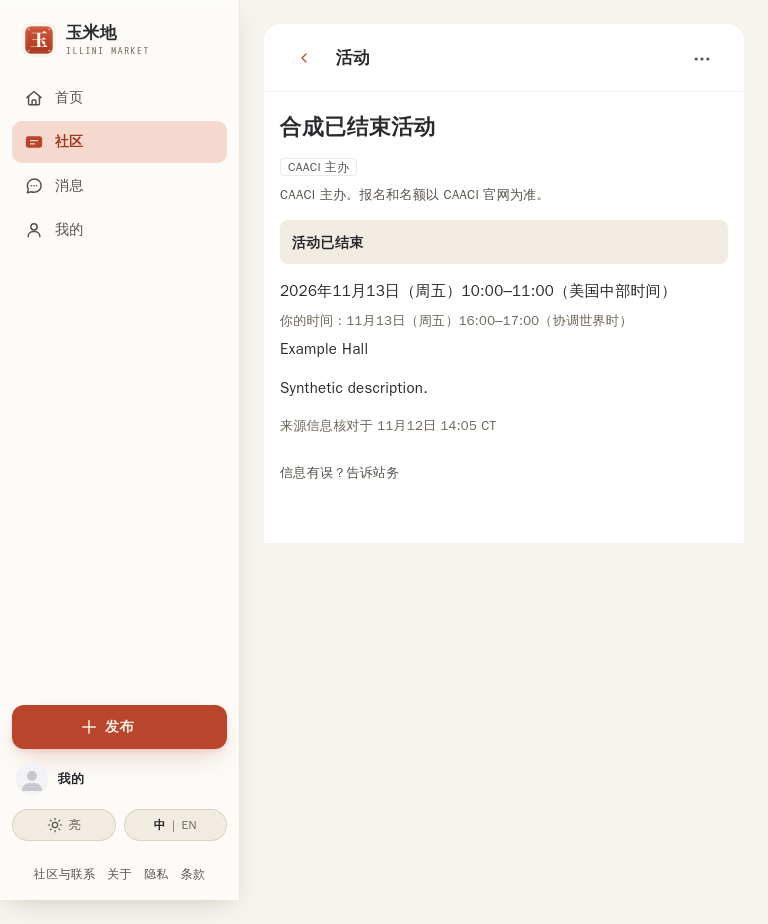 玉米地
ILLINI MARKET
首页
社区
消息
我的
发布
我的
亮
中 | EN
社区与联系 关于 隐私 条款
活动
合成已结束活动
CAACI 主办
CAACI 主办。报名和名额以 CAACI 官网为准。
活动已结束
2026年11月13日（周五）10:00–11:00（美国中部时间）
你的时间：11月13日（周五）16:00–17:00（协调世界时）
Example Hall
Synthetic description.
来源信息核对于 11月12日 14:05 CT
信息有误？告诉站务